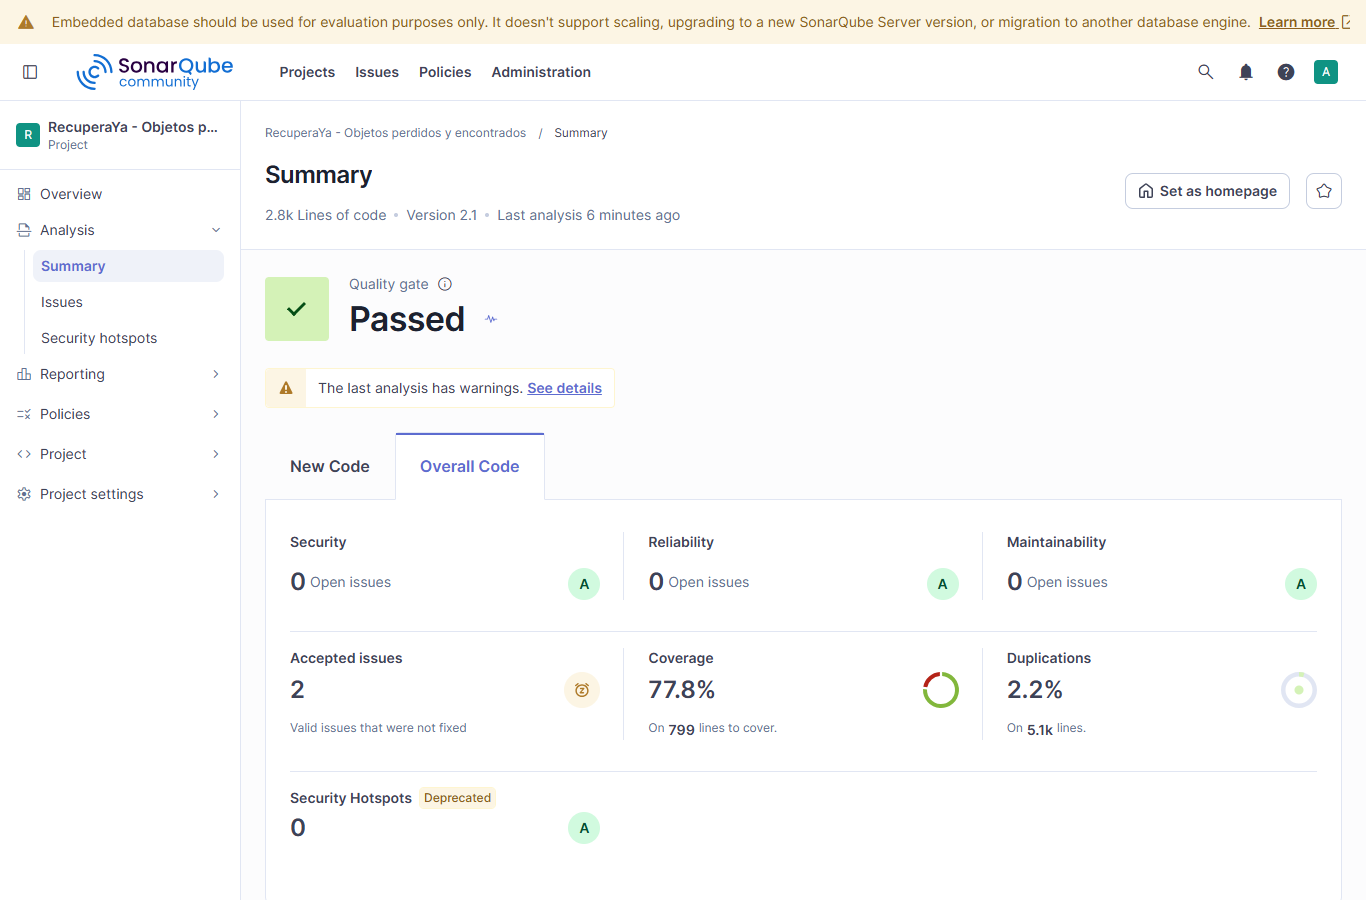 Embedded database should be used for evaluation purposes only. It doesn't support scaling, upgrading to a new SonarQube Server version, or migration to another database engine. Learn more
SonarQube
community
Projects Issues Policies Administration
? A
R
RecuperaYa - Objetos p...
Project
Overview
Analysis
Summary
Issues
Security hotspots
Reporting
Policies
Project
Project settings
RecuperaYa - Objetos perdidos y encontrados / Summary
Summary
2.8k Lines of code • Version 2.1 • Last analysis 6 minutes ago
Set as homepage
Quality gate
Passed
The last analysis has warnings. See details
New Code Overall Code
Security
0 Open issues A
Reliability
0 Open issues A
Maintainability
0 Open issues A
Accepted issues
2
Valid issues that were not fixed
Coverage
77.8%
On 799 lines to cover.
Duplications
2.2%
On 5.1k lines.
Security Hotspots Deprecated
0 A